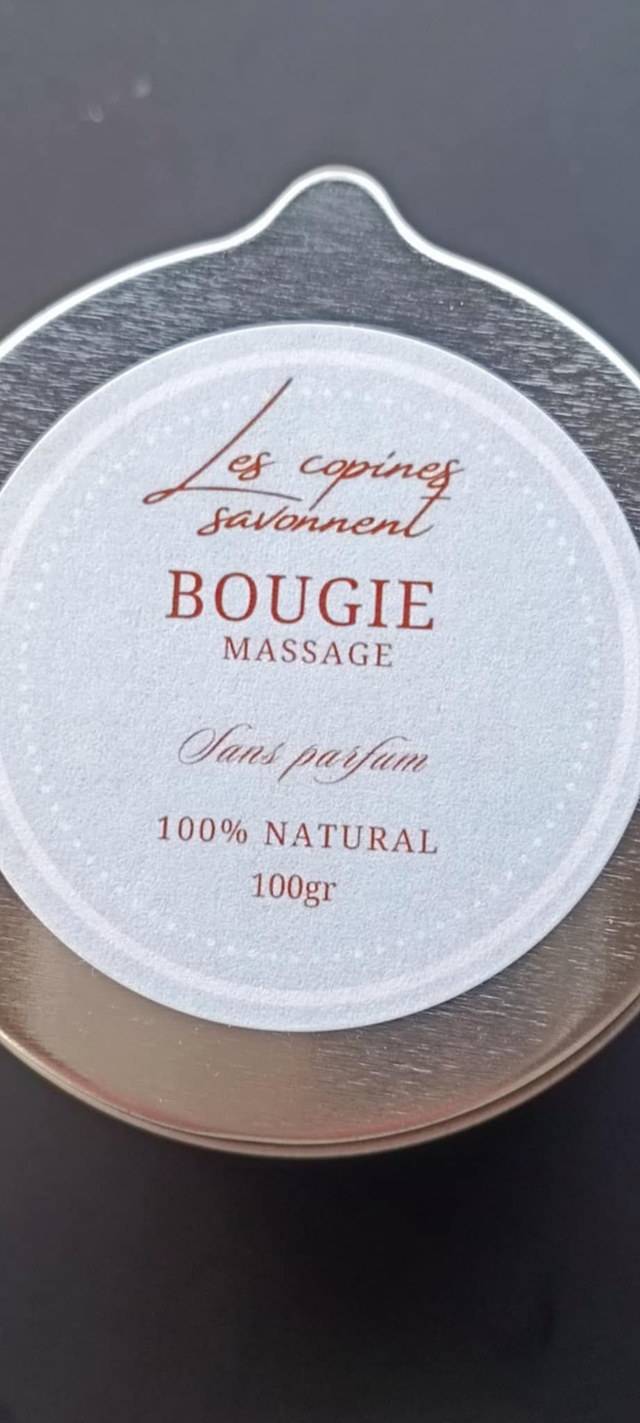 Les copines
savonnent
BOUGIE
MASSAGE
Sans parfum
100% NATURAL
100gr